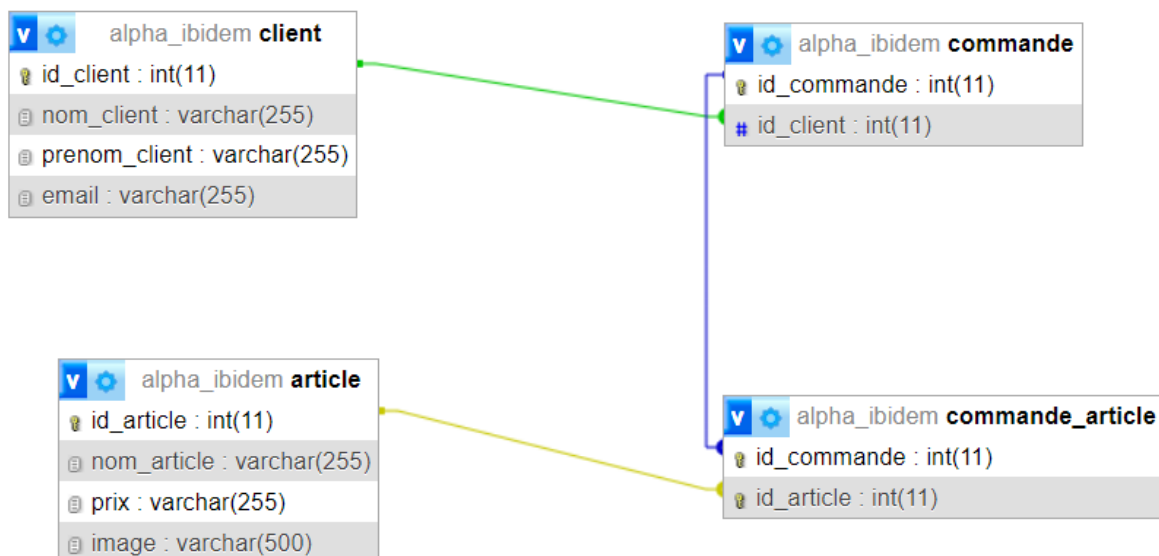 v alpha_ibidem client
id_client : int(11)
nom_client : varchar(255)
prenom_client : varchar(255)
email : varchar(255)
v alpha_ibidem commande
id_commande : int(11)
# id_client : int(11)
v alpha_ibidem article
id_article : int(11)
nom_article : varchar(255)
prix : varchar(255)
image : varchar(500)
v alpha_ibidem commande_article
id_commande : int(11)
id_article : int(11)